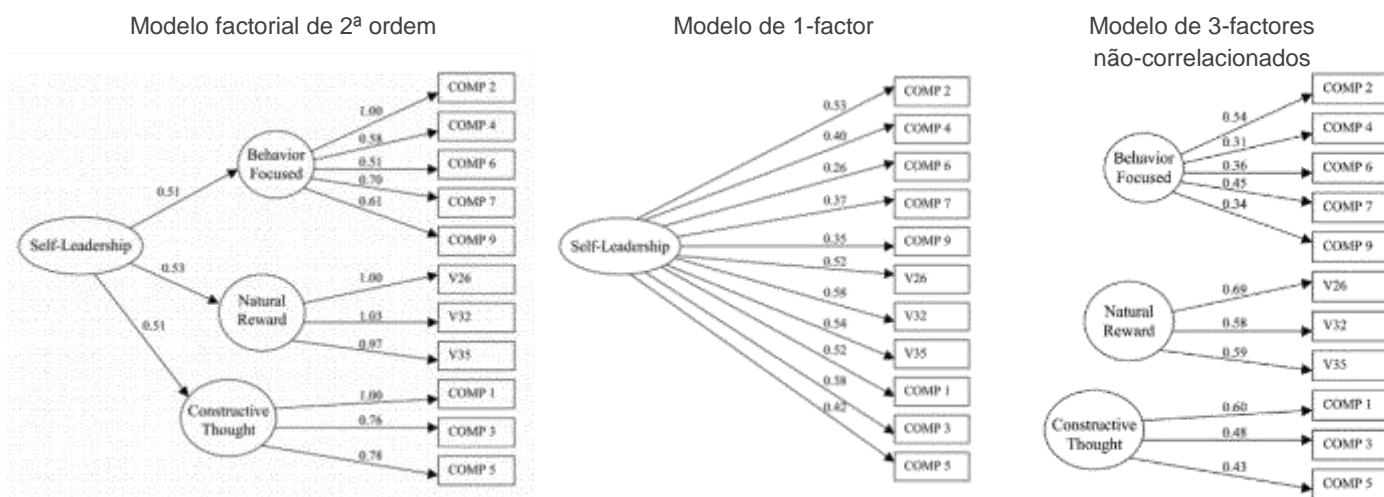 Modelo factorial de 2ª ordem
COMP 2
1.00
COMP 4
0.58
Behavior
Focused
0.51
COMP 6
0.70
COMP 7
0.61
0.51
COMP 9
Self-Leadership
0.53
V26
1.00
Natural
Reward
1.03
V32
0.51
0.97
V35
COMP 1
1.00
Constructive
Thought
0.76
COMP 3
0.78
COMP 5
Modelo de 1-factor
COMP 2
0.53
COMP 4
0.40
COMP 6
0.26
COMP 7
0.37
Self-Leadership
0.35
COMP 9
0.52
V26
0.58
V32
0.54
V35
0.52
COMP 1
0.38
COMP 3
0.42
COMP 5
Modelo de 3-factores
não-correlacionados
COMP 2
0.54
COMP 4
0.31
Behavior
Focused
0.36
COMP 6
0.45
COMP 7
0.34
COMP 9
V26
0.69
Natural
Reward
0.58
V32
0.59
V35
COMP 1
0.60
Constructive
Thought
0.48
COMP 3
0.43
COMP 5